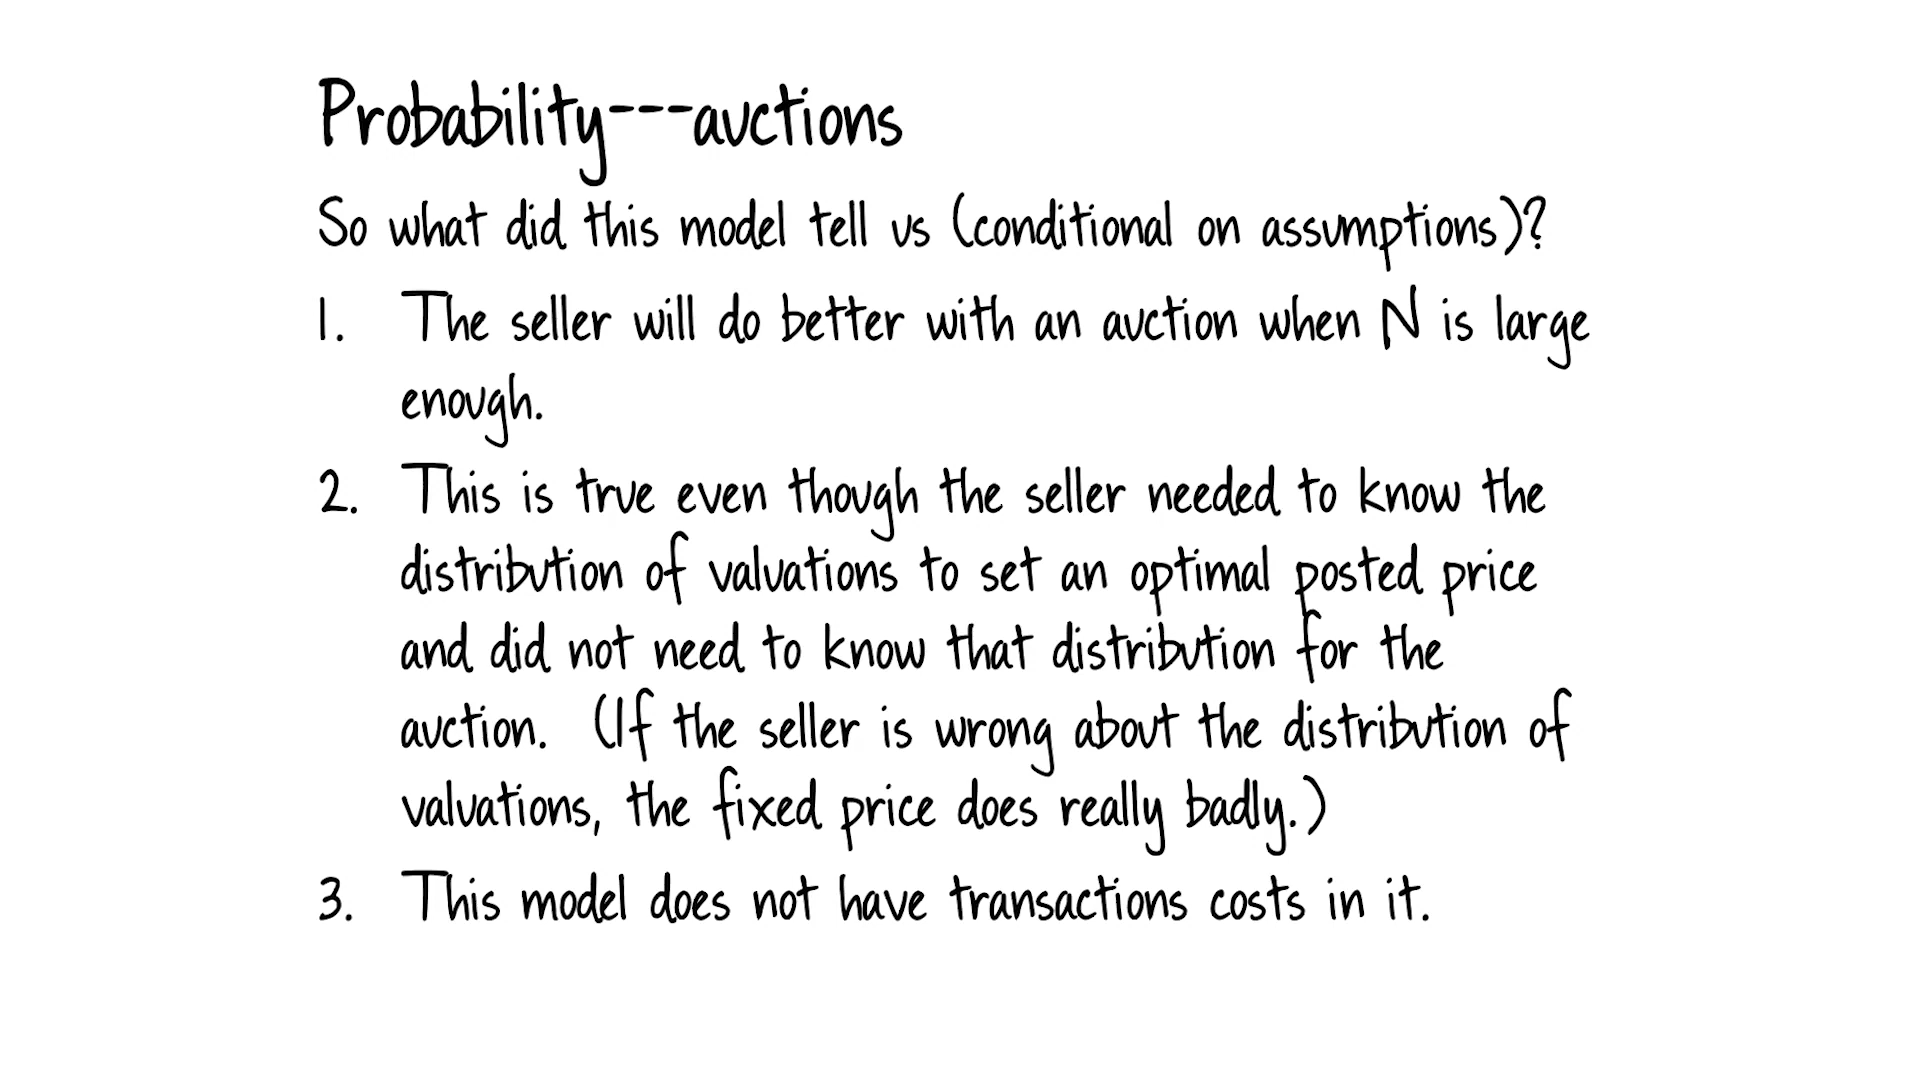 Probability---auctions
So what did this model tell us (conditional on assumptions)?
1. The seller will do better with an auction when N is large
enough.
2. This is true even though the seller needed to know the
distribution of valuations to set an optimal posted price
and did not need to know that distribution for the
auction. (If the seller is wrong about the distribution of
valuations, the fixed price does really badly.)
3. This model does not have transactions costs in it.